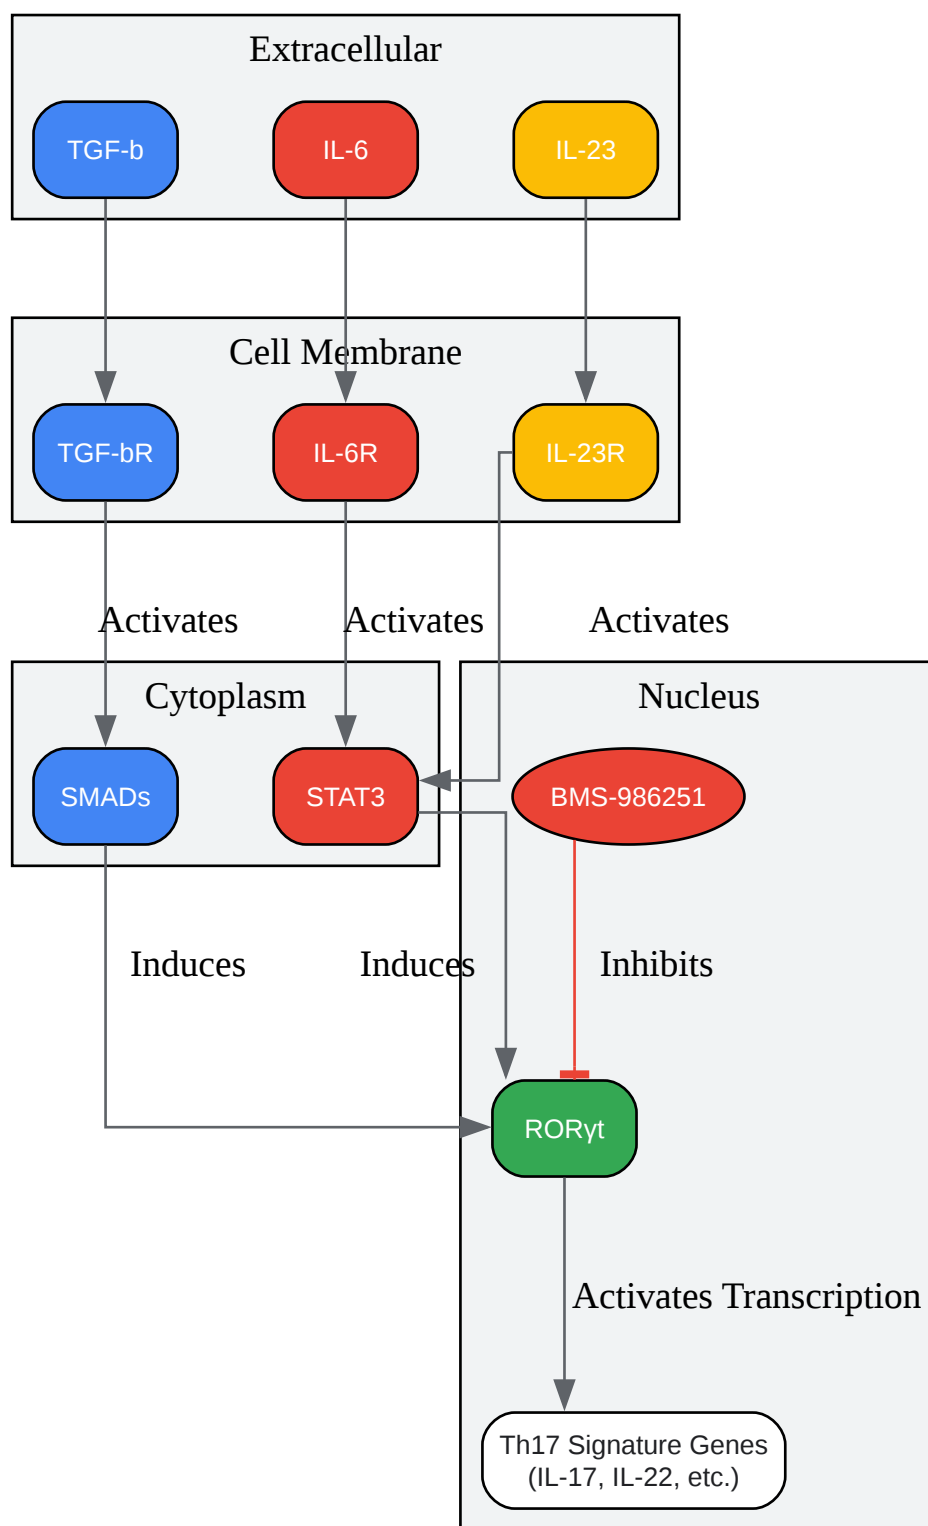 Extracellular
TGF-b
IL-6
IL-23
Cell Membrane
TGF-bR
IL-6R
IL-23R
Activates
Activates
Activates
Cytoplasm
Nucleus
SMADs
STAT3
BMS-986251
Induces
Induces
Inhibits
RORγt
Activates Transcription
Th17 Signature Genes
(IL-17, IL-22, etc.)